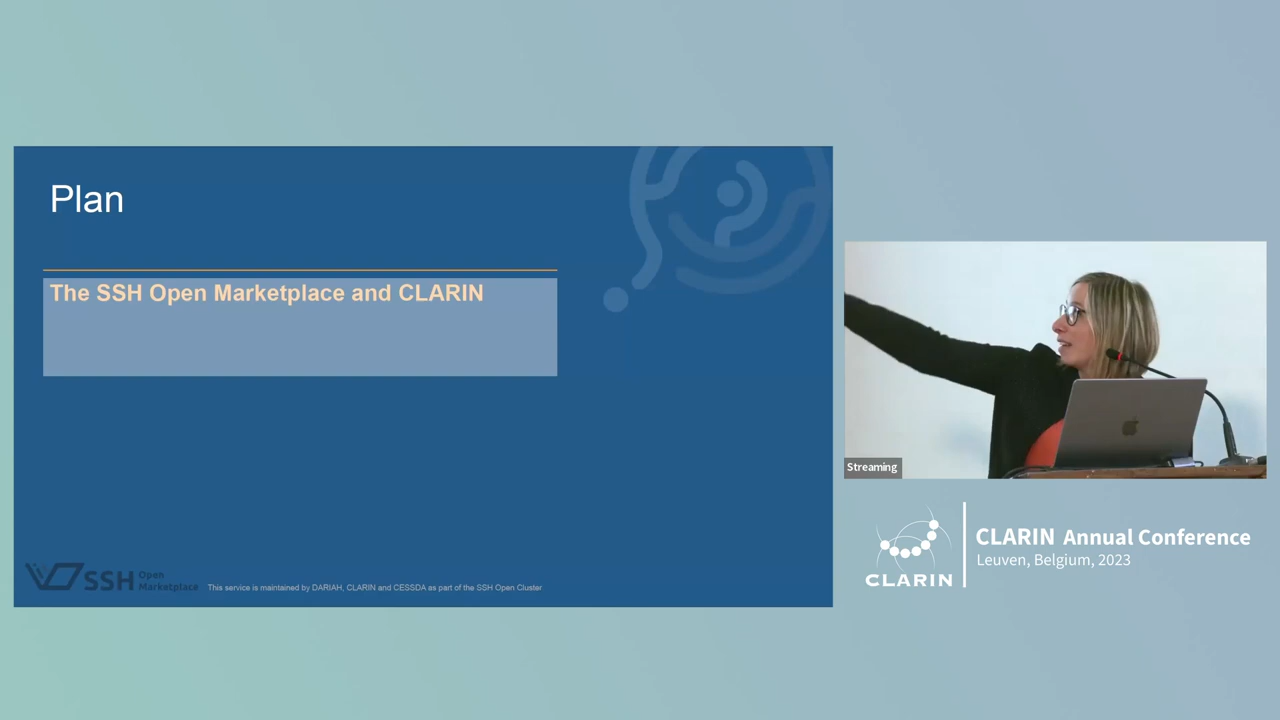 Plan
The SSH Open Marketplace and CLARIN
SSH Open
Marketplace
This service is maintained by DARIAH, CLARIN and CESSDA as part of the SSH Open Cluster
Streaming
CLARIN
CLARIN Annual Conference
Leuven, Belgium, 2023